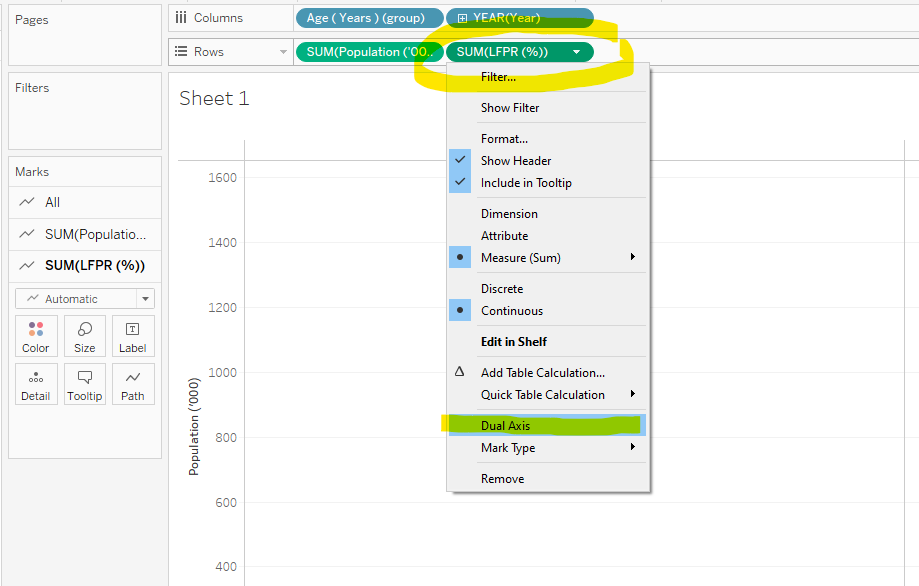 Pages
Columns
Age ( Years ) (group)
YEAR(Year)
Rows
SUM(Population ('00..
SUM(LFPR (%))
Filters
Sheet 1
Marks
All
SUM(Populatio...
SUM(LFPR (%))
Automatic
Color
Size
Label
Detail
Tooltip
Path
Population ('000)
1600
1400
1200
1000
800
600
400
Filter...
Show Filter
Format...
Show Header
Include in Tooltip
Dimension
Attribute
Measure (Sum)
Discrete
Continuous
Edit in Shelf
Add Table Calculation...
Quick Table Calculation
Dual Axis
Mark Type
Remove